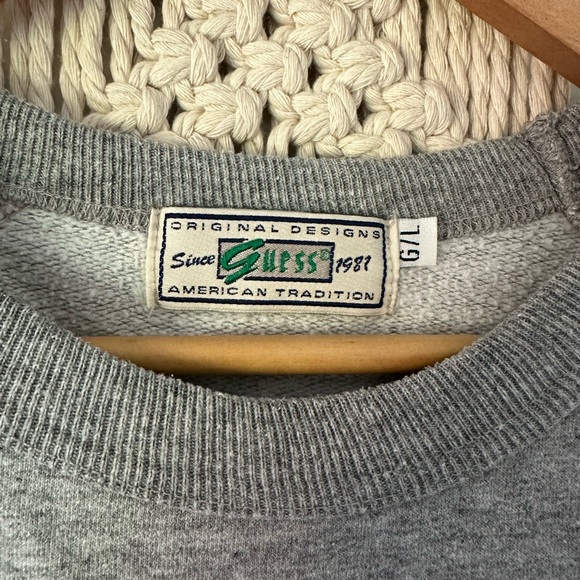 ORIGINAL DESIGNS
Since Guess 1981
AMERICAN TRADITION
G/L